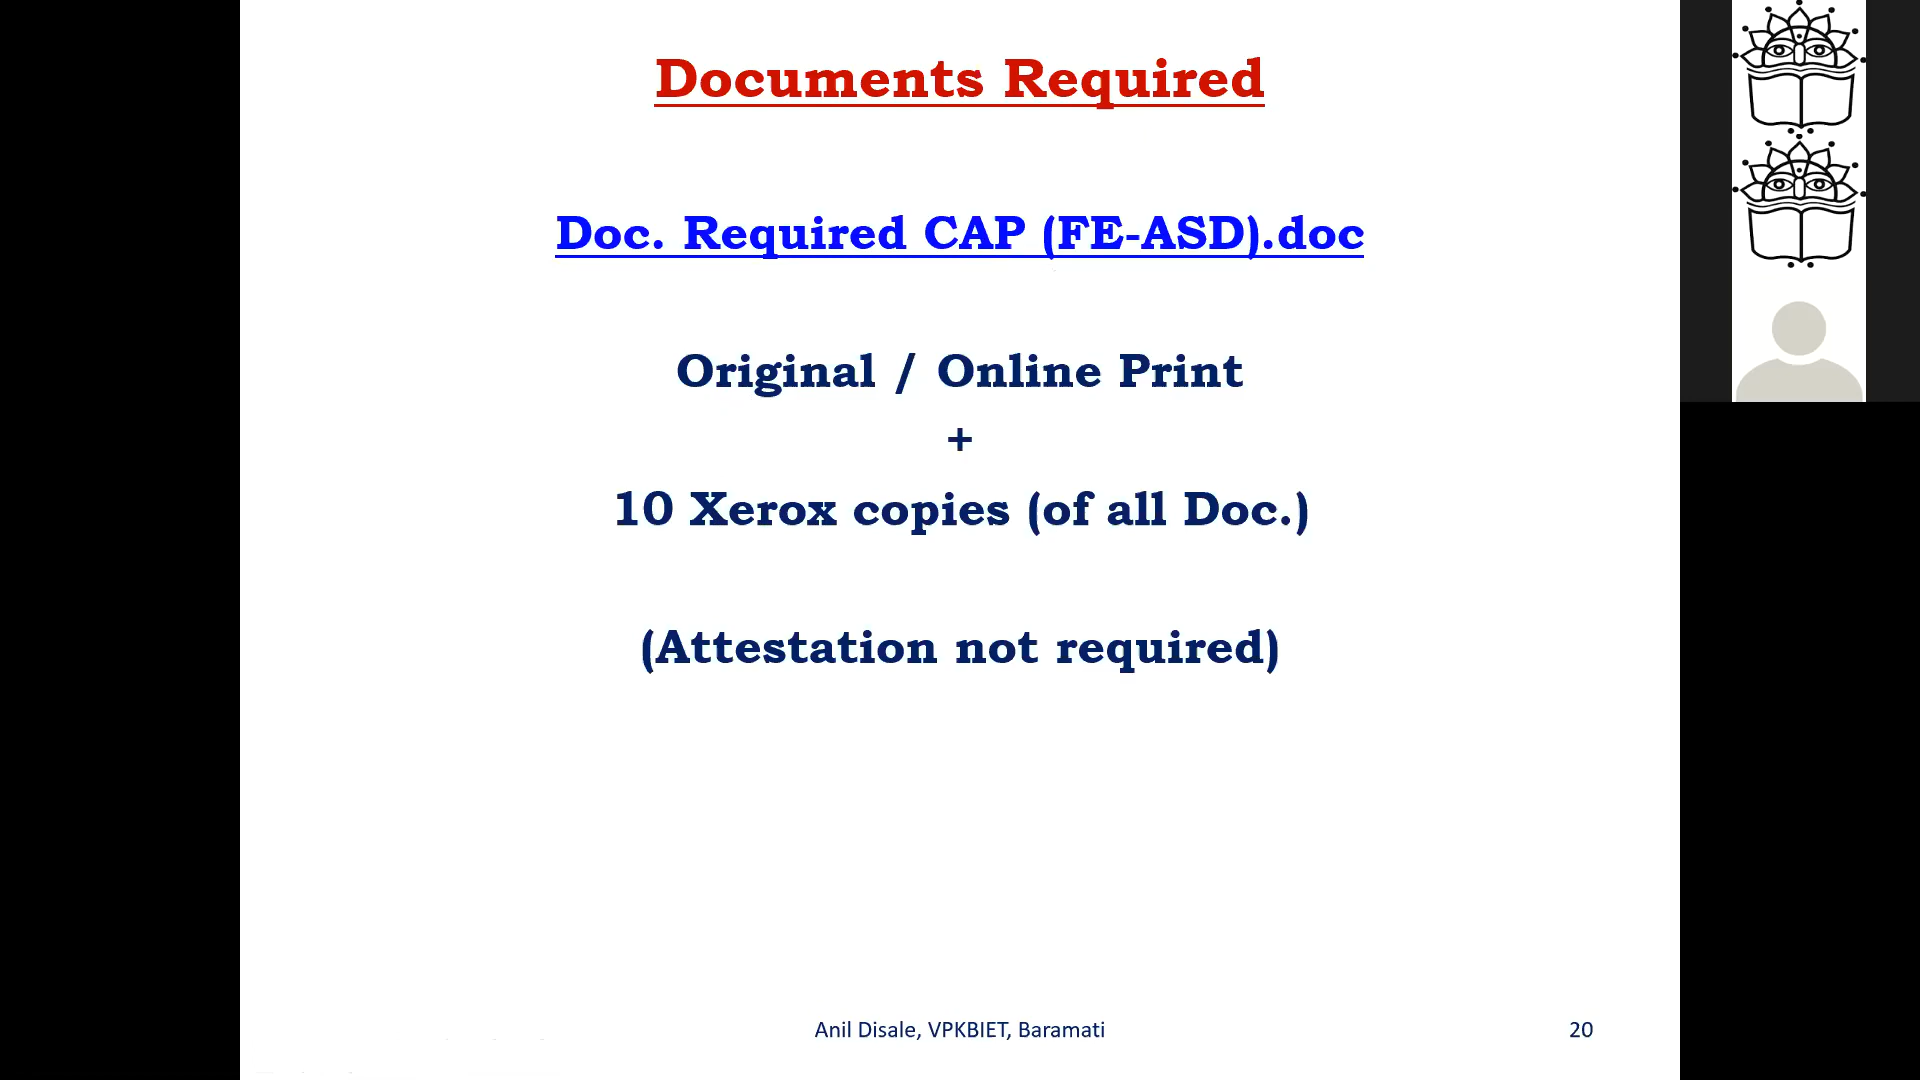 Documents Required
Doc. Required CAP (FE-ASD).doc
Original / Online Print
+
10 Xerox copies (of all Doc.)
(Attestation not required)
Anil Disale, VPKBIET, Baramati
20